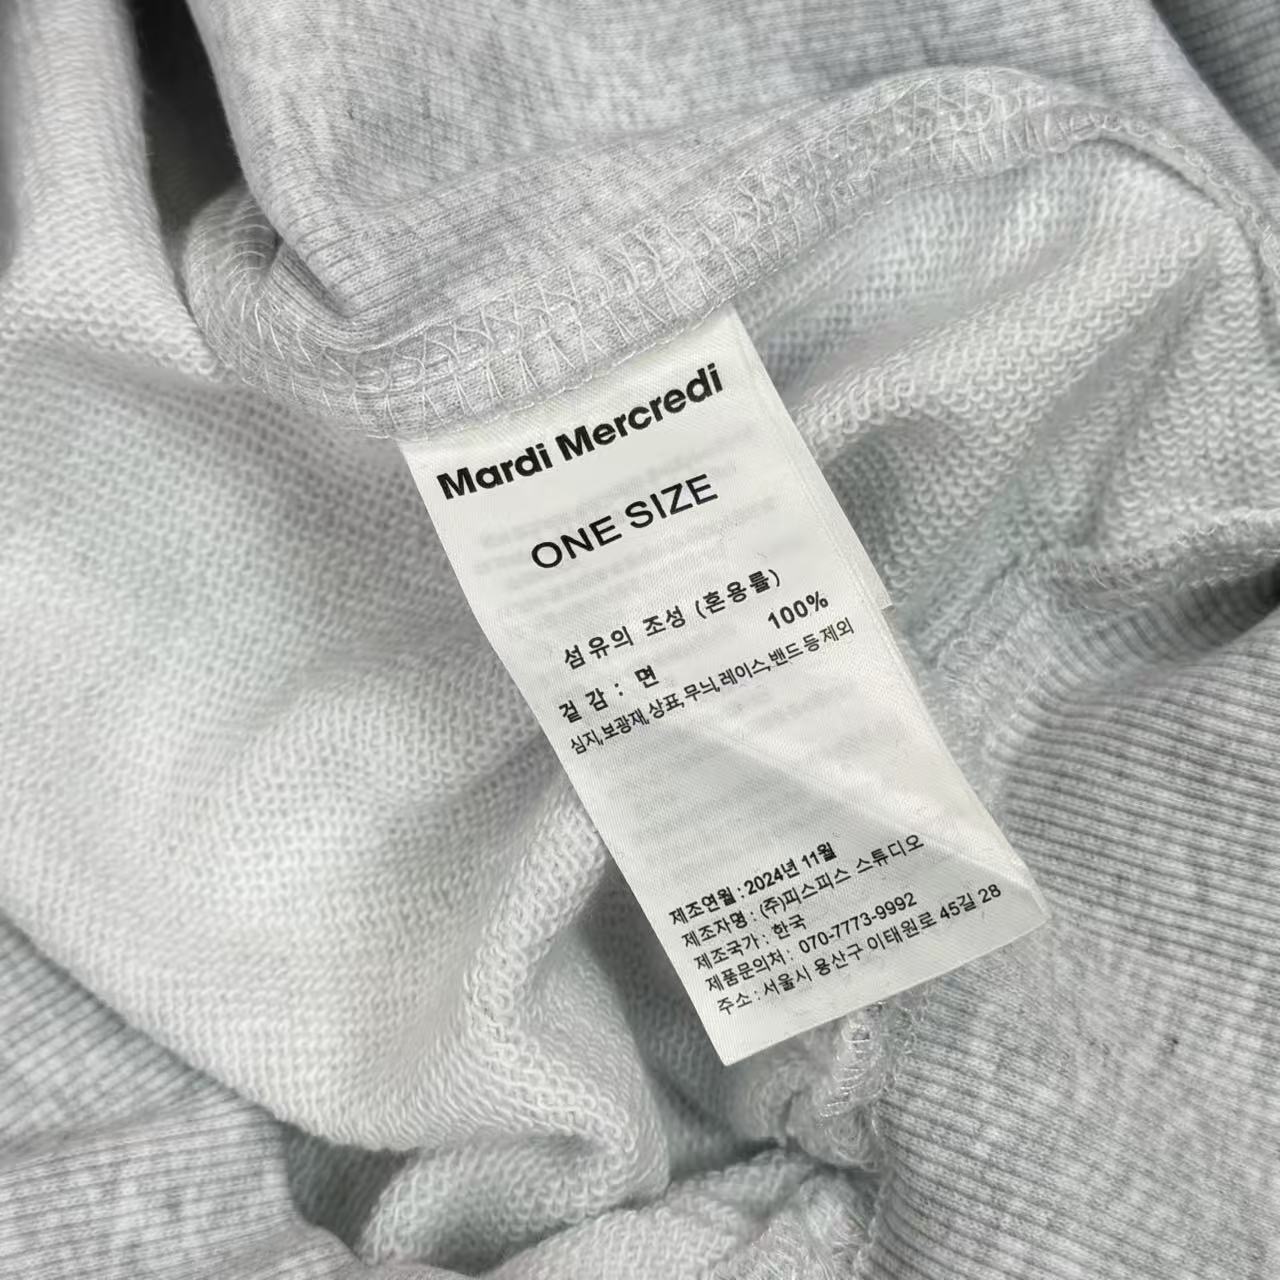 Mardi Mercredi
ONE SIZE
섬유의 조성 (혼용률)
겉감 : 면 100%
심지,보광재,상표,무늬,레이스,밴드 등 제외
제조연월 : 2024년 11월
제조자명 : (주)피스피스 스튜디오
제조국가 : 한국
제품문의처 : 070-7773-9992
주소 : 서울시 용산구 이태원로 45길 28